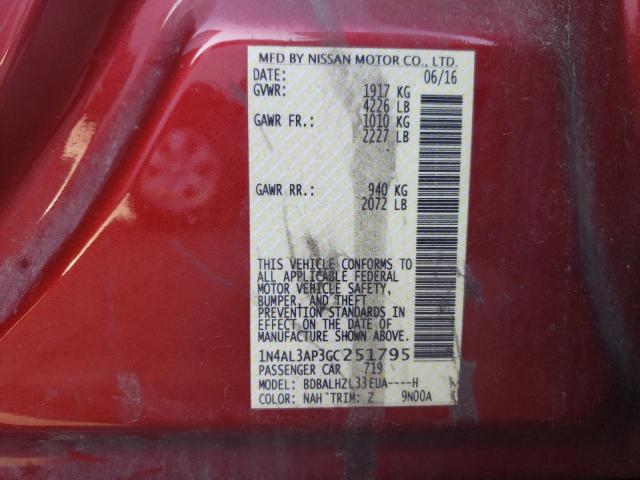 MFD BY NISSAN MOTOR CO., LTD.
DATE: 06/16
GVWR: 1917 KG
4226 LB
GAWR FR.: 1010 KG
2227 LB
GAWR RR.: 940 KG
2072 LB
THIS VEHICLE CONFORMS TO
ALL APPLICABLE FEDERAL
MOTOR VEHICLE SAFETY,
BUMPER, AND THEFT
PREVENTION STANDARDS IN
EFFECT ON THE DATE OF
MANUFACTURE SHOWN ABOVE.
1N4AL3AP3GC251795
PASSENGER CAR 719
MODEL: BDBALHZL33EUA----H
COLOR: NAH TRIM: Z 9N00A